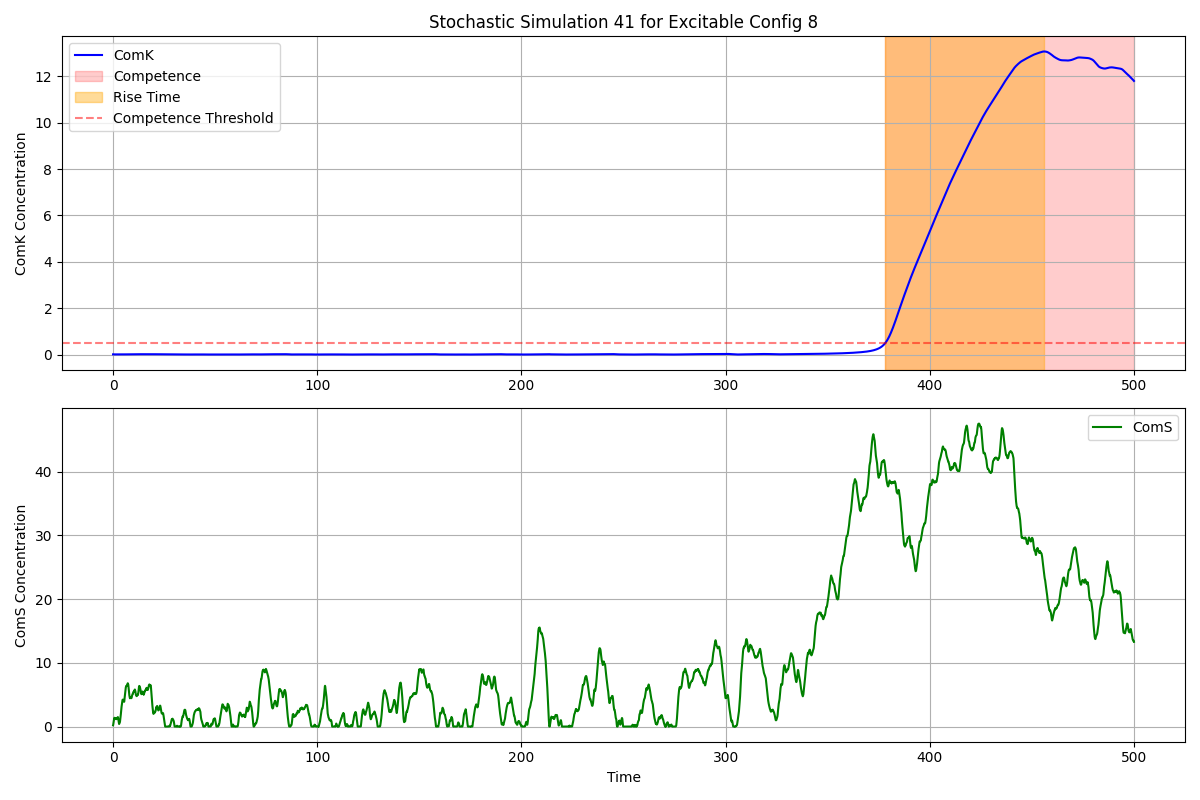 Stochastic Simulation 41 for Excitable Config 8
ComK
Competence
Rise Time
Competence Threshold
ComK Concentration
12
10
8
6
4
2
0
0 100 200 300 400 500
ComS
ComS Concentration
40
30
20
10
0
0 100 200 300 400 500
Time